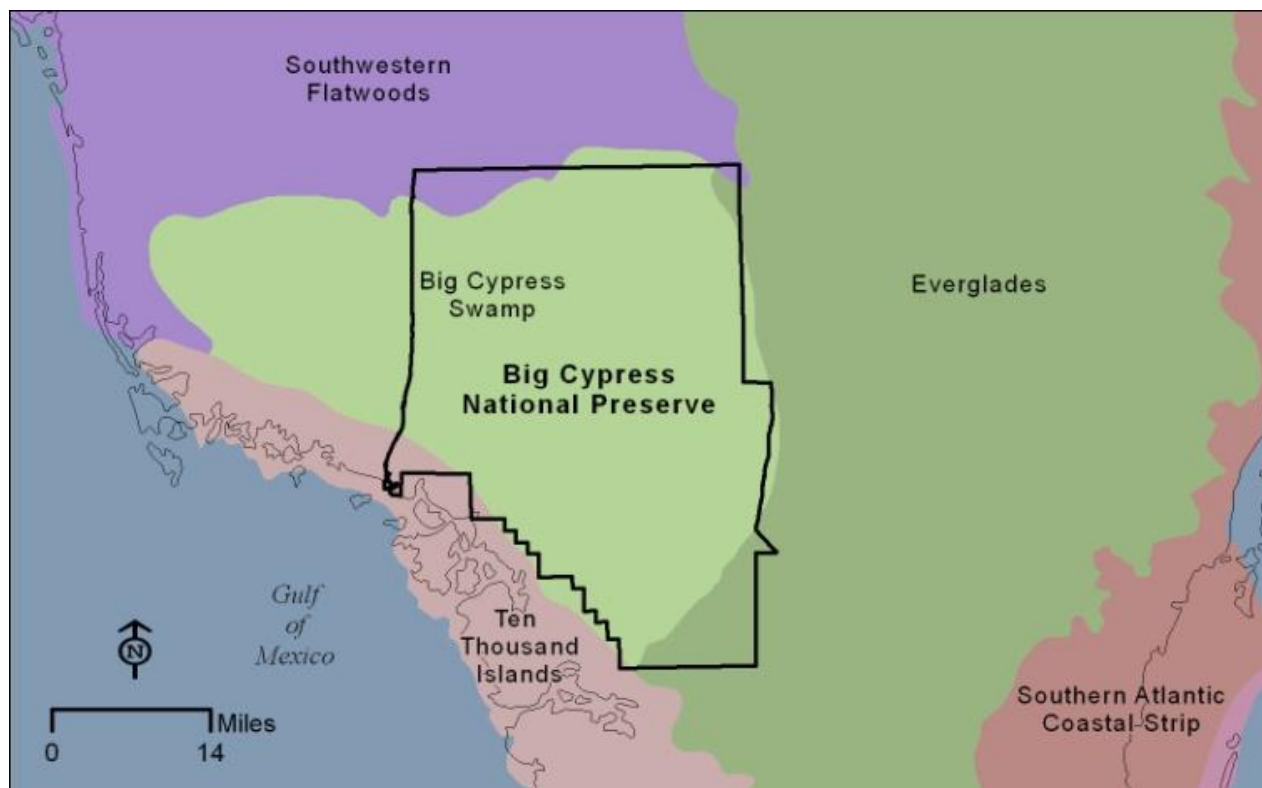 Southwestern
Flatwoods
Big Cypress
Swamp
Everglades
Big Cypress
National Preserve
Gulf
of
Mexico
Ten
Thousand
Islands
N
Southern Atlantic
Coastal Strip
Miles
0 14